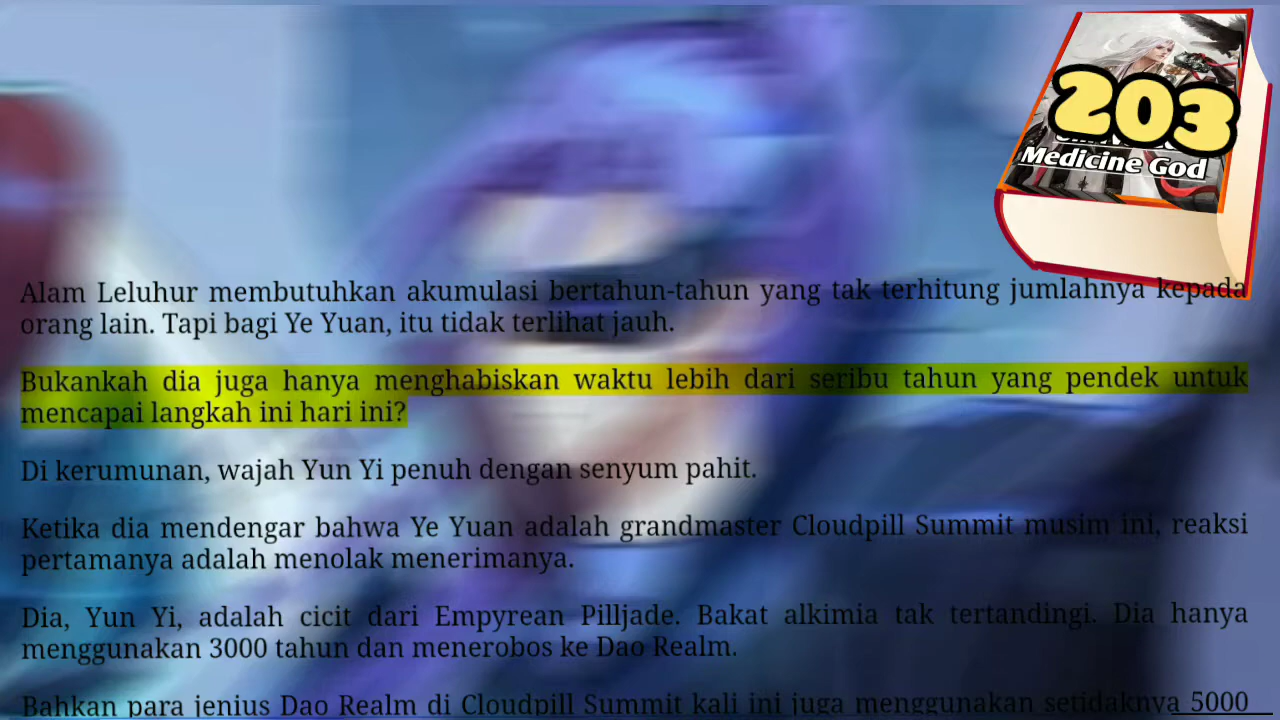 203
Medicine God
Alam Leluhur membutuhkan akumulasi bertahun-tahun yang tak terhitung jumlahnya kepada
orang lain. Tapi bagi Ye Yuan, itu tidak terlihat jauh.
Bukankah dia juga hanya menghabiskan waktu lebih dari seribu tahun yang pendek untuk
mencapai langkah ini hari ini?
Di kerumunan, wajah Yun Yi penuh dengan senyum pahit.
Ketika dia mendengar bahwa Ye Yuan adalah grandmaster Cloudpill Summit musim ini, reaksi
pertamanya adalah menolak menerimanya.
Dia, Yun Yi, adalah cicit dari Empyrean Pilljade. Bakat alkimia tak tertandingi. Dia hanya
menggunakan 3000 tahun dan menerobos ke Dao Realm.
Bahkan para jenius Dao Realm di Cloudpill Summit kali ini juga menggunakan setidaknya 5000